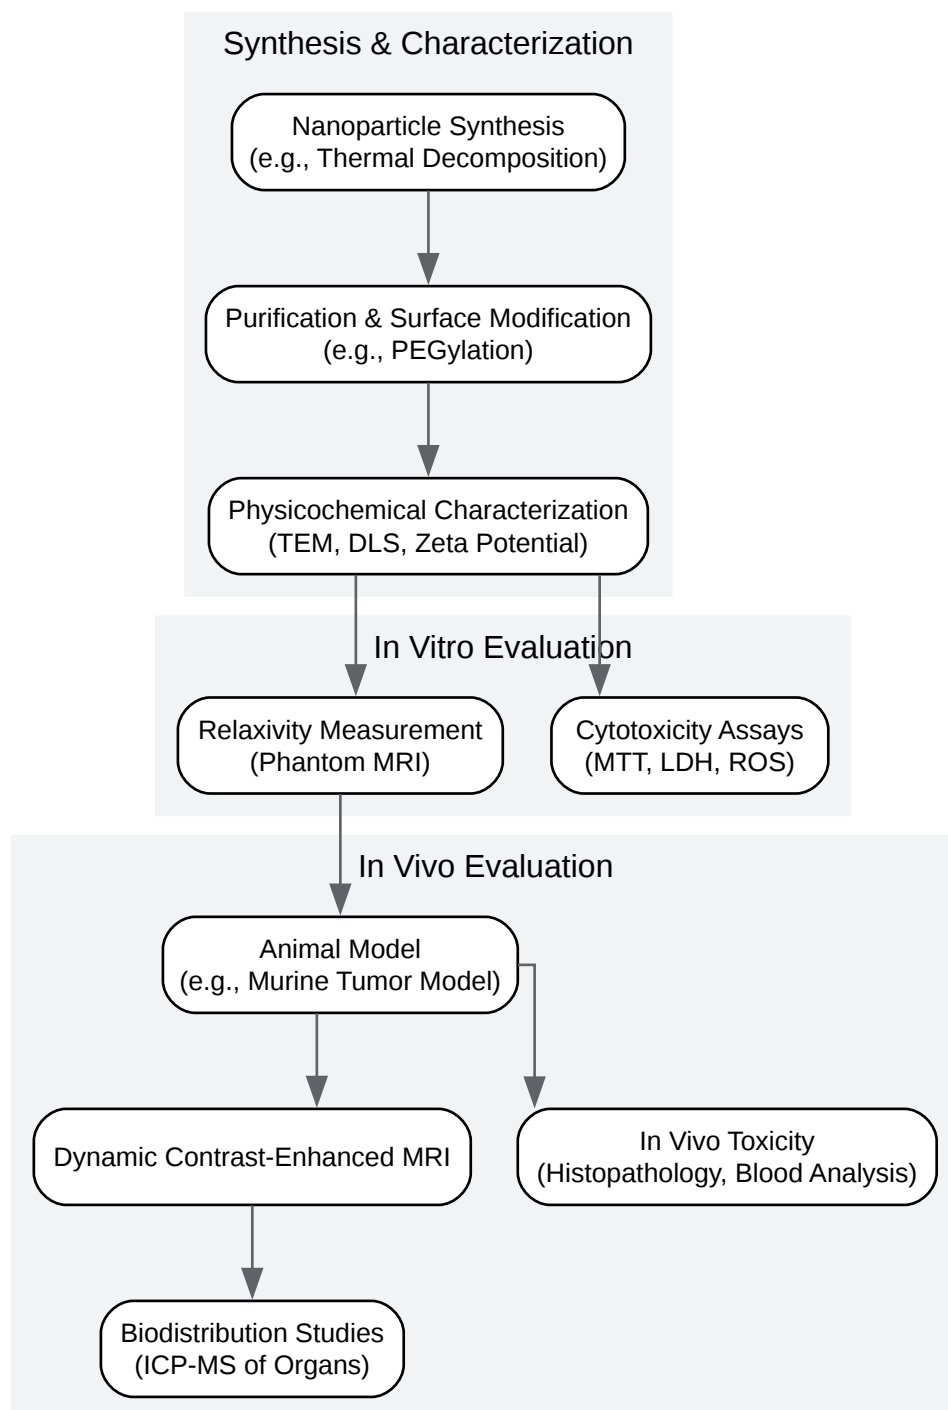 Synthesis & Characterization
Nanoparticle Synthesis
(e.g., Thermal Decomposition)
Purification & Surface Modification
(e.g., PEGylation)
Physicochemical Characterization
(TEM, DLS, Zeta Potential)
In Vitro Evaluation
Relaxivity Measurement
(Phantom MRI)
Cytotoxicity Assays
(MTT, LDH, ROS)
In Vivo Evaluation
Animal Model
(e.g., Murine Tumor Model)
Dynamic Contrast-Enhanced MRI
In Vivo Toxicity
(Histopathology, Blood Analysis)
Biodistribution Studies
(ICP-MS of Organs)